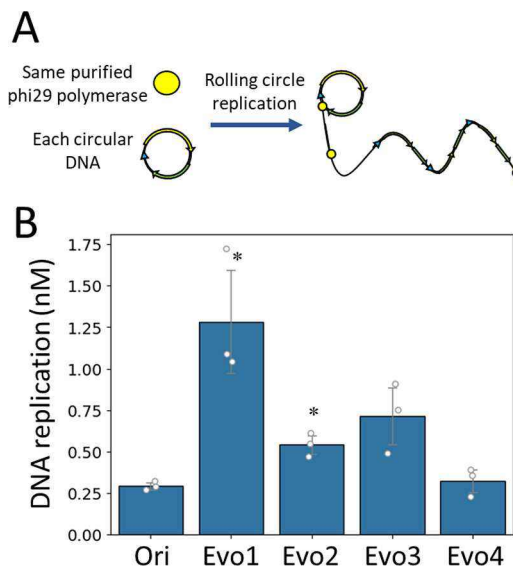 A
Same purified
phi29 polymerase
Rolling circle
replication
Each circular
DNA
B
DNA replication (nM)
1.75
1.50
1.25
1.00
0.75
0.50
0.25
0.00
*
*
Ori Evo1 Evo2 Evo3 Evo4